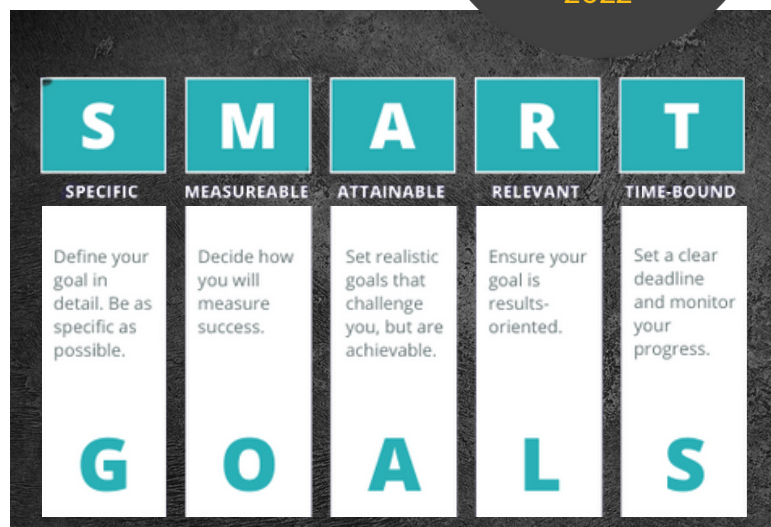 2022
S M A R T
SPECIFIC MEASUREABLE ATTAINABLE RELEVANT TIME-BOUND
Define your
goal in
detail. Be as
specific as
possible.
Decide how
you will
measure
success.
Set realistic
goals that
challenge
you, but are
achievable.
Ensure your
goal is
results-
oriented.
Set a clear
deadline
and monitor
your
progress.
G O A L S